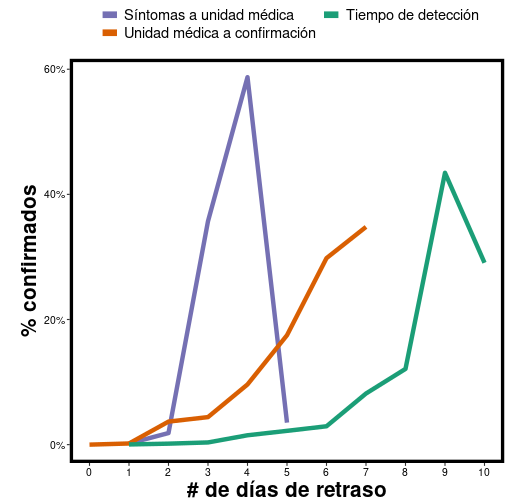 Síntomas a unidad médica
Tiempo de detección
Unidad médica a confirmación
60%
40%
20%
0%
% confirmados
0 1 2 3 4 5 6 7 8 9 10
# de días de retraso